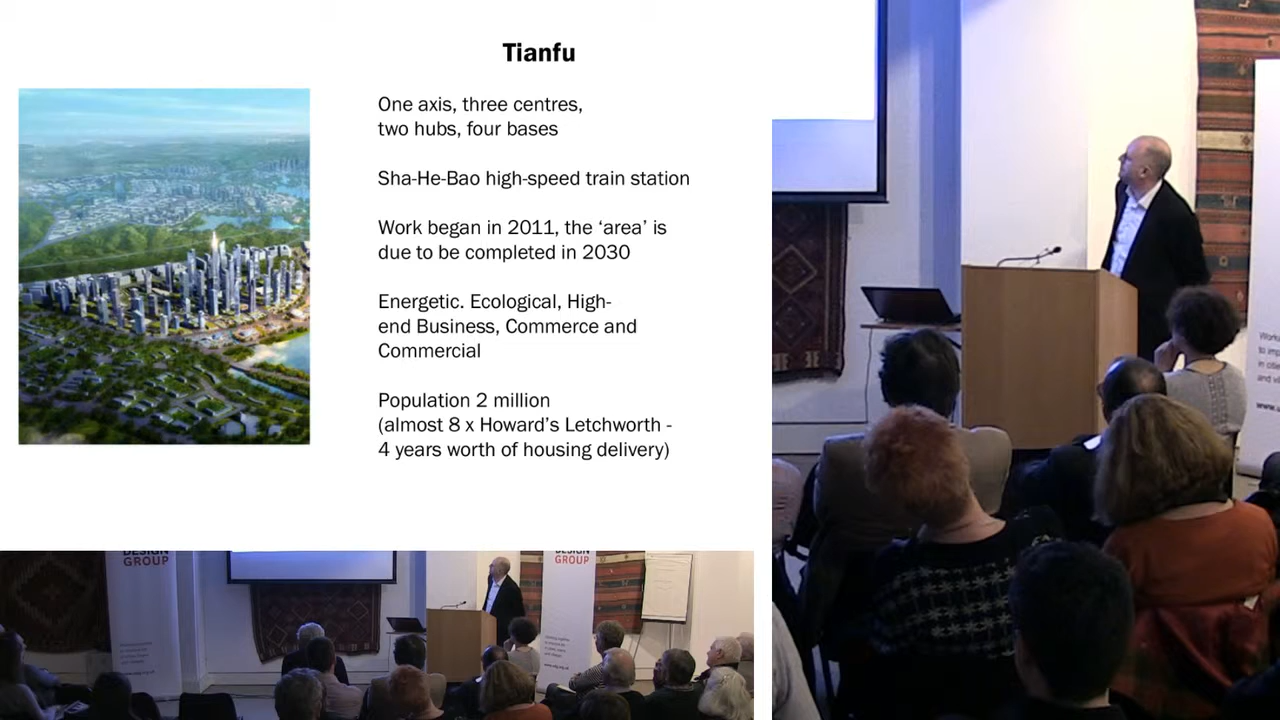 Tianfu
One axis, three centres,
two hubs, four bases
Sha-He-Bao high-speed train station
Work began in 2011, the ‘area’ is
due to be completed in 2030
Energetic. Ecological, High-
end Business, Commerce and
Commercial
Population 2 million
(almost 8 x Howard’s Letchworth -
4 years worth of housing delivery)
DESIGN
GROUP
DESIGN
GROUP